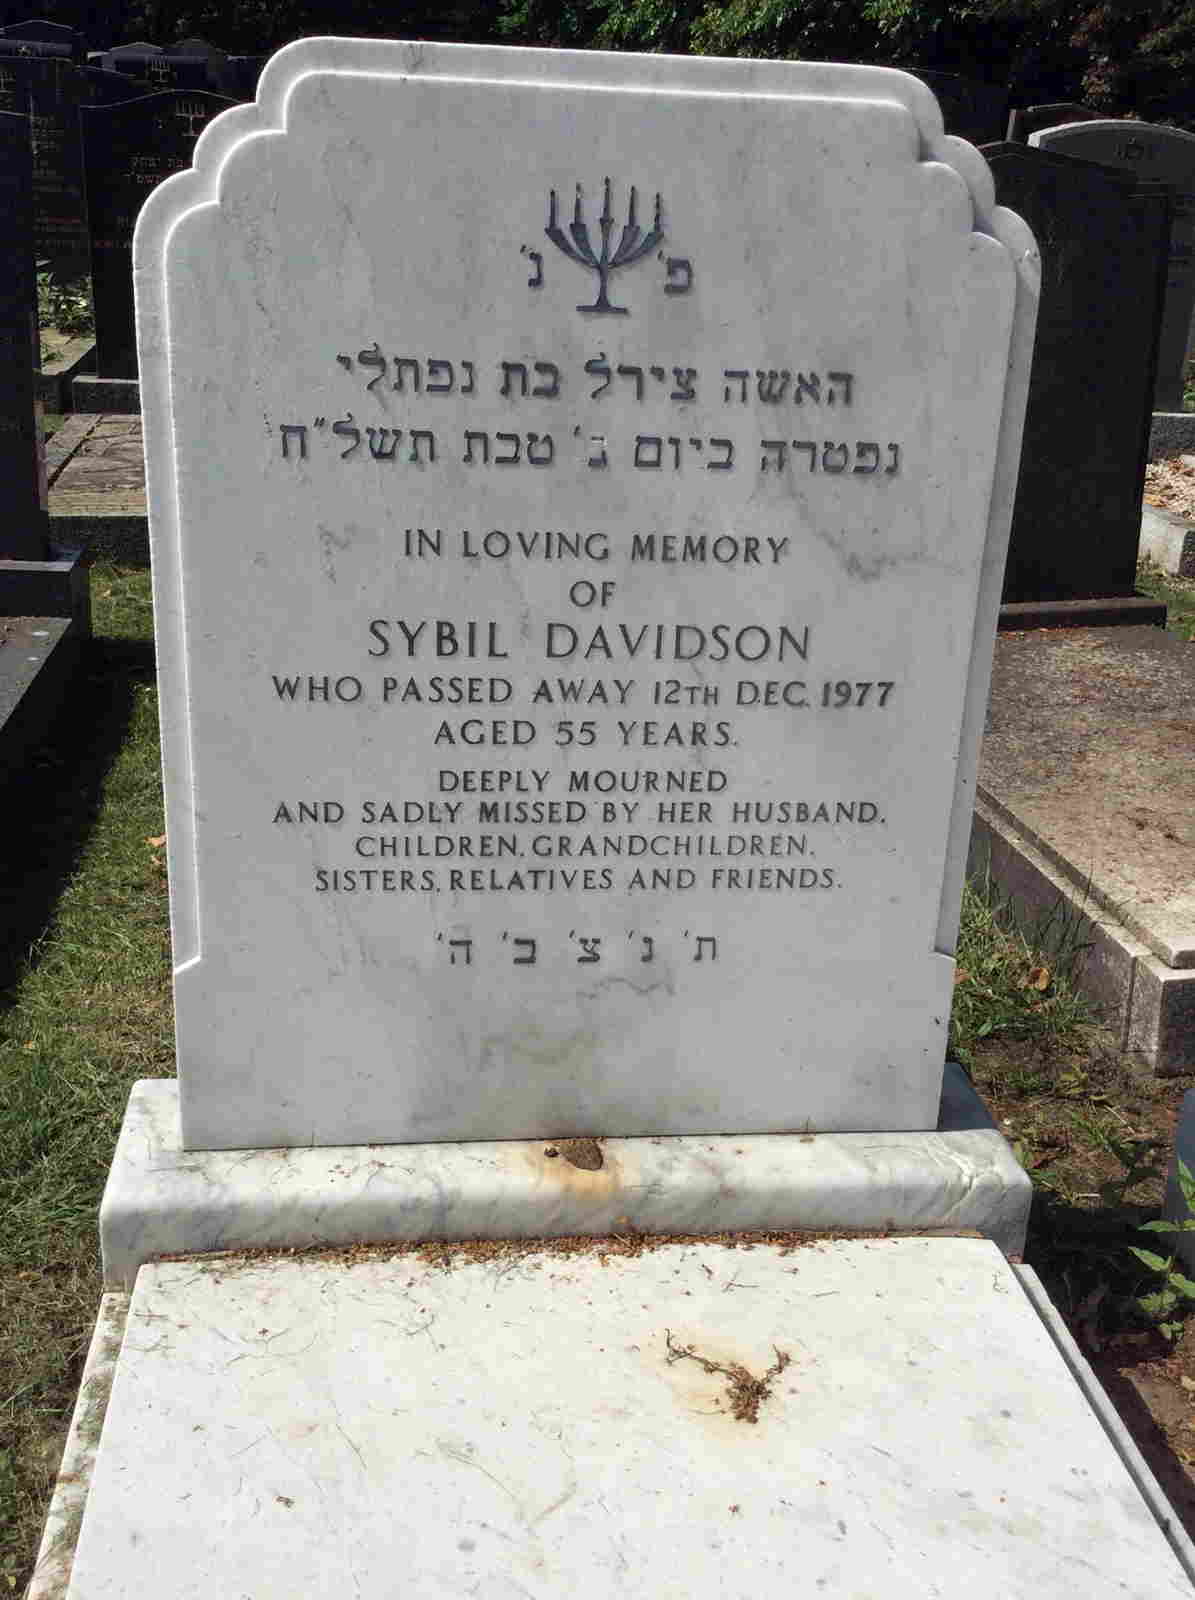 פ' נ'
האשה צירל בת נפתלי
נפטרה ביום ב' טבת תשל"ח
IN LOVING MEMORY
OF
SYBIL DAVIDSON
WHO PASSED AWAY 12TH DEC. 1977
AGED 55 YEARS.
DEEPLY MOURNED
AND SADLY MISSED BY HER HUSBAND,
CHILDREN, GRANDCHILDREN,
SISTERS, RELATIVES AND FRIENDS.
ת' נ' צ' ב' ה'